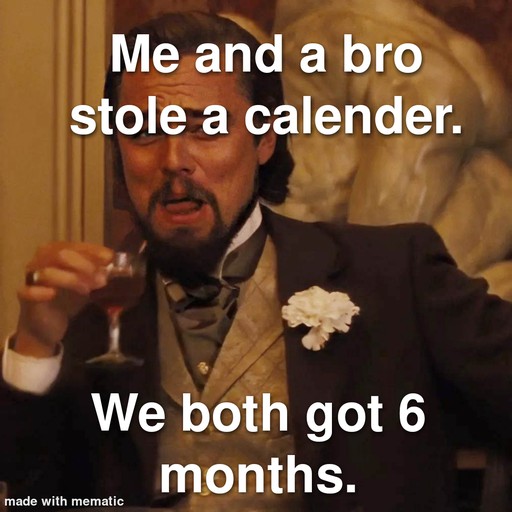 Me and a bro
stole a calender.
We both got 6
months.
made with mematic